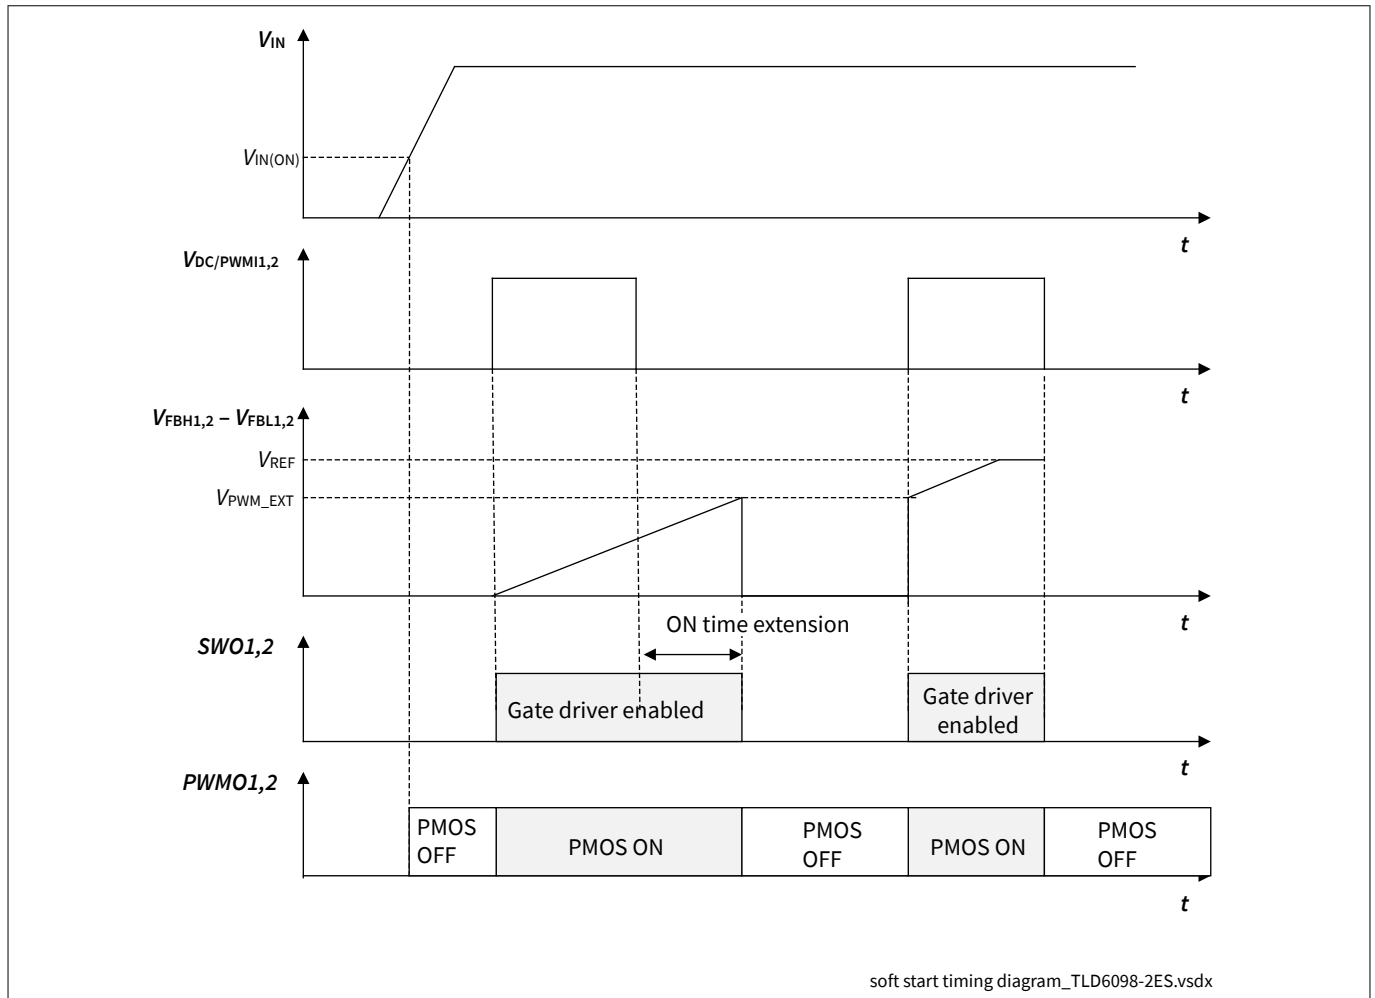 VIN
VIN(ON)
t
VDC/PWMI1,2
t
VFBH1,2 – VFBL1,2
VREF
VPWM_EXT
t
ON time extension
SWO1,2
Gate driver enabled
Gate driver
enabled
t
PWMO1,2
PMOS
OFF
PMOS ON
PMOS
OFF
PMOS ON
PMOS
OFF
t
soft start timing diagram_TLD6098-2ES.vsdx